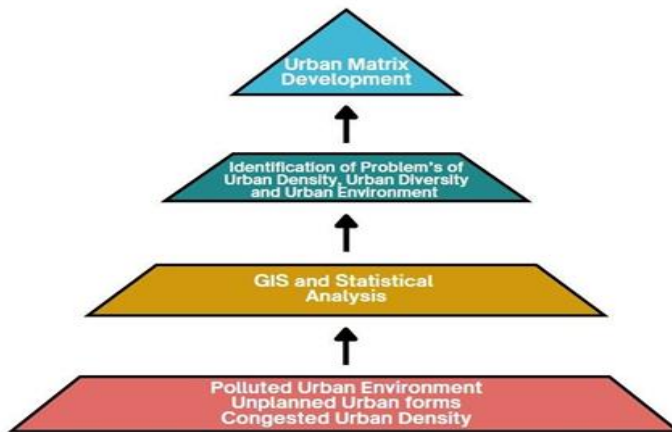 Urban Matrix
Development
Identification of Problem's of
Urban Density, Urban Diversity
and Urban Environment
GIS and Statistical
Analysis
Polluted Urban Environment
Unplanned Urban forms
Congested Urban Density